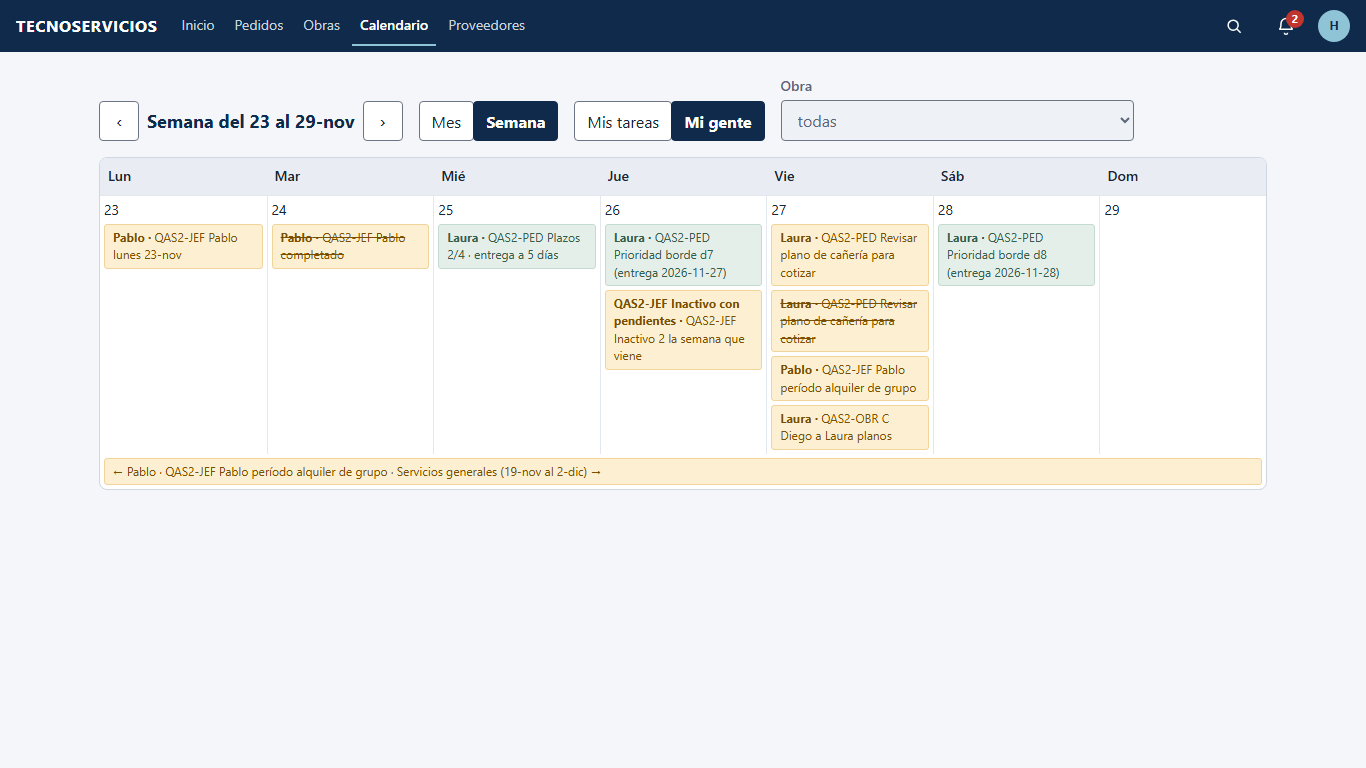 TECNOSERVICIOS Inicio Pedidos Obras Calendario Proveedores 2 H
Obra
‹ Semana del 23 al 29-nov › Mes Semana Mis tareas Mi gente todas
Lun Mar Mié Jue Vie Sáb Dom
23
Pablo · QAS2-JEF Pablo
lunes 23-nov
24
Pablo · QAS2-JEF Pablo
completado
25
Laura · QAS2-PED Plazos
2/4 · entrega a 5 días
26
Laura · QAS2-PED
Prioridad borde d7
(entrega 2026-11-27)
QAS2-JEF Inactivo con
pendientes · QAS2-JEF
Inactivo 2 la semana que
viene
27
Laura · QAS2-PED Revisar
plano de cañería para
cotizar
Laura · QAS2-PED Revisar
plano de cañería para
cotizar
Pablo · QAS2-JEF Pablo
período alquiler de grupo
Laura · QAS2-OBR C
Diego a Laura planos
28
Laura · QAS2-PED
Prioridad borde d8
(entrega 2026-11-28)
29
← Pablo · QAS2-JEF Pablo período alquiler de grupo · Servicios generales (19-nov al 2-dic) →